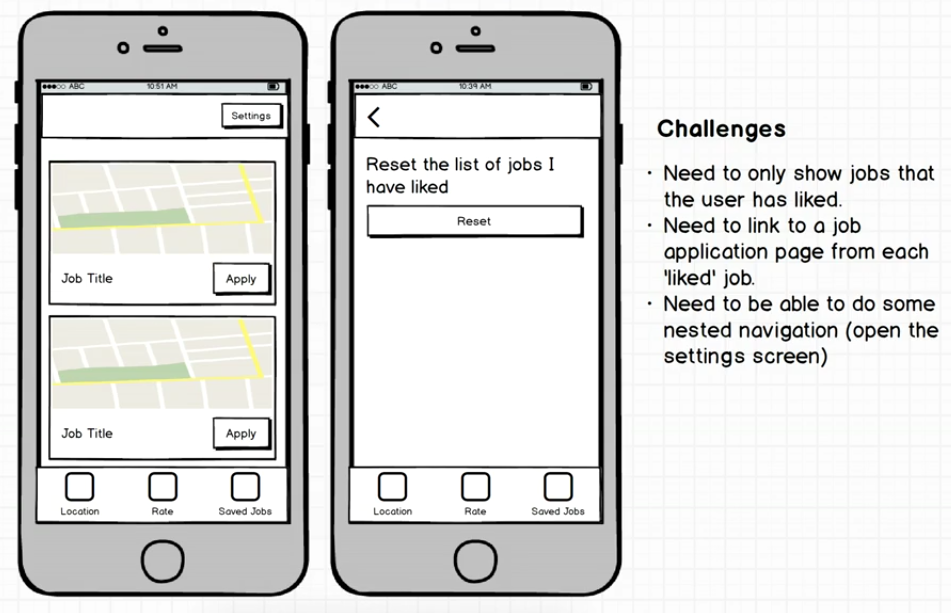 ●●●○○ ABC 10:51 AM
Settings
Job Title
Apply
Job Title
Apply
Location Rate Saved Jobs
●●●○○ ABC 10:39 AM
Reset the list of jobs I
have liked
Reset
Location Rate Saved Jobs
Challenges
· Need to only show jobs that
the user has liked.
· Need to link to a job
application page from each
'liked' job.
· Need to be able to do some
nested navigation (open the
settings screen)